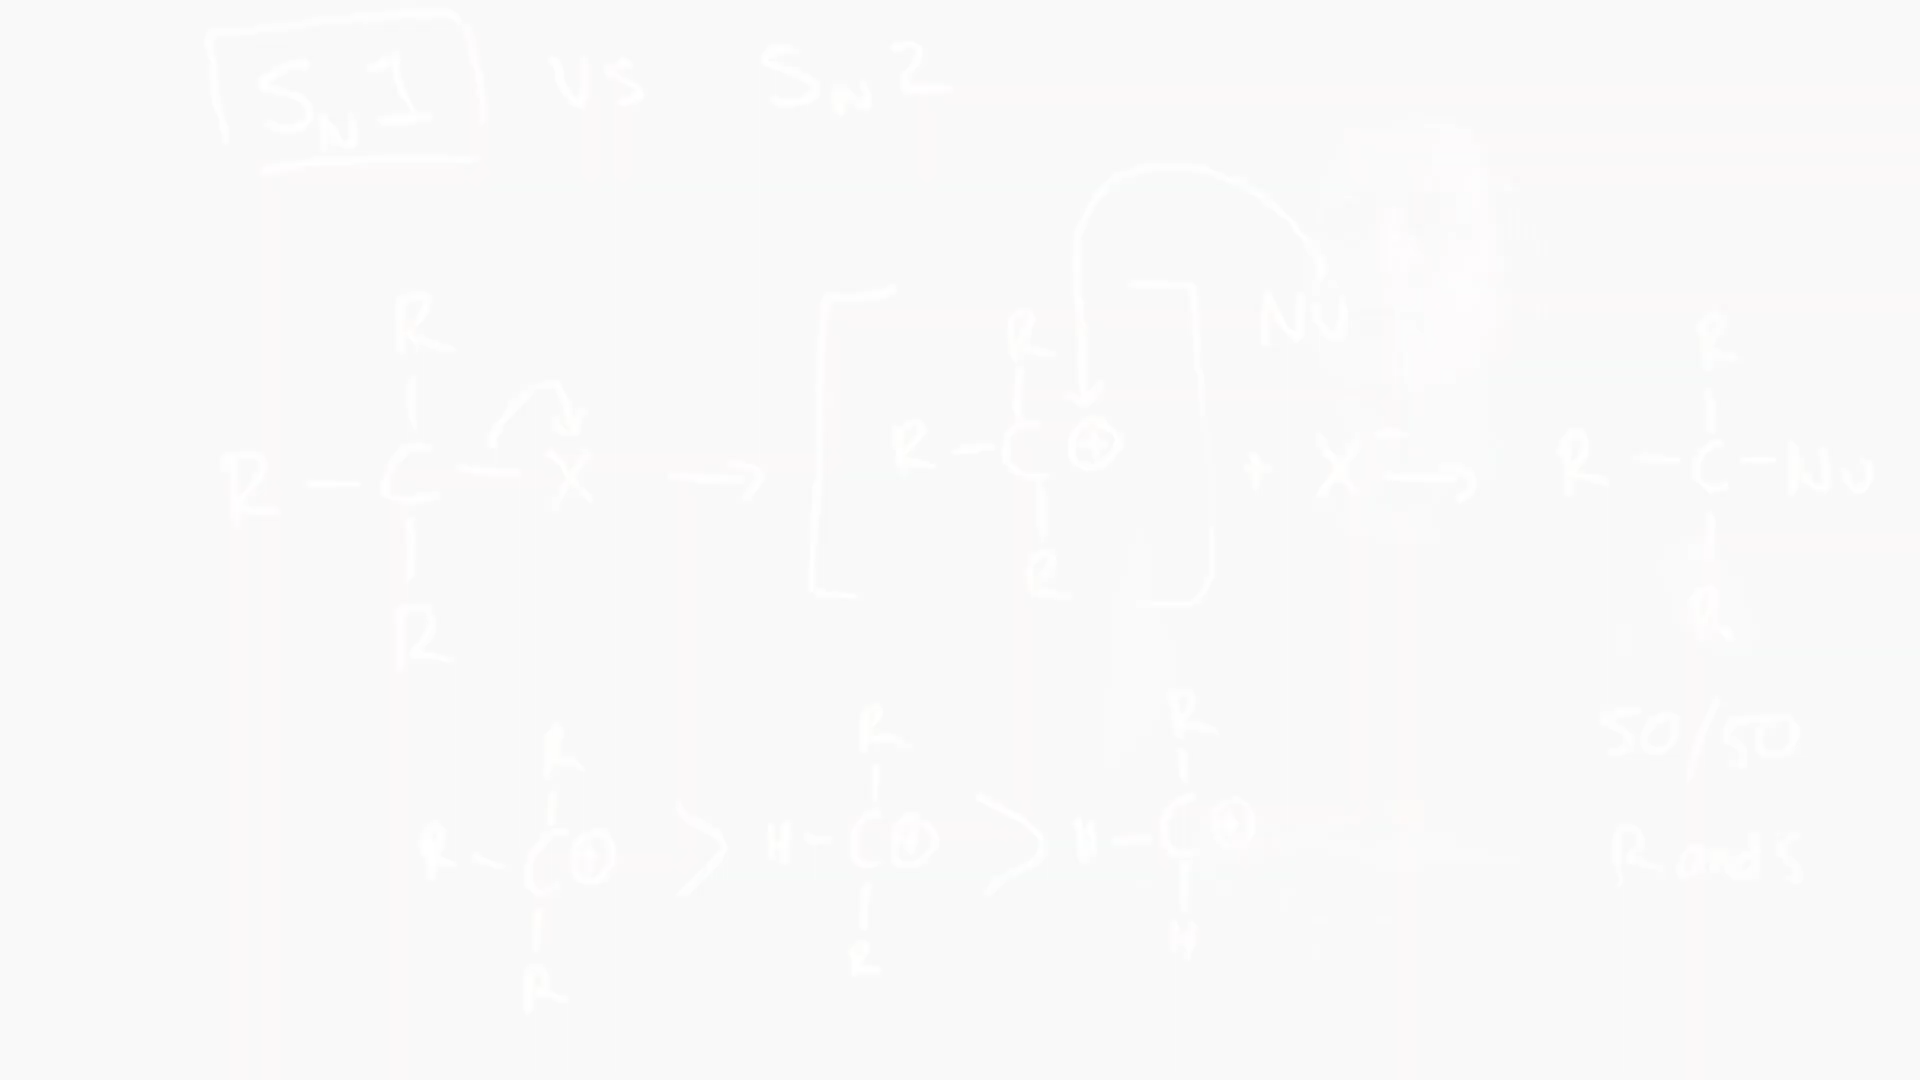 SN1 vs SN2
R R Nu R
R - C - X → [ R - C ⊕ ] + X⁻ → R - C - Nu
R R R
R R R 50/50
R - C ⊕ > H - C ⊕ > H - C ⊕ R and S
R R H